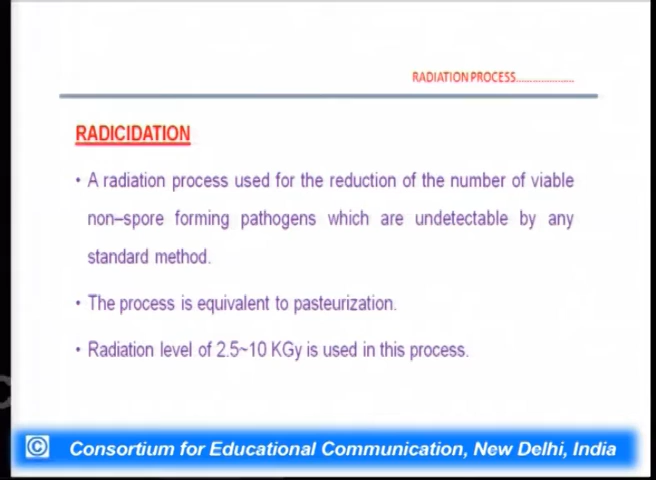 RADIATION PROCESS......................
RADICIDATION
• A radiation process used for the reduction of the number of viable
non–spore forming pathogens which are undetectable by any
standard method.
• The process is equivalent to pasteurization.
• Radiation level of 2.5~10 KGy is used in this process.
© Consortium for Educational Communication, New Delhi, India